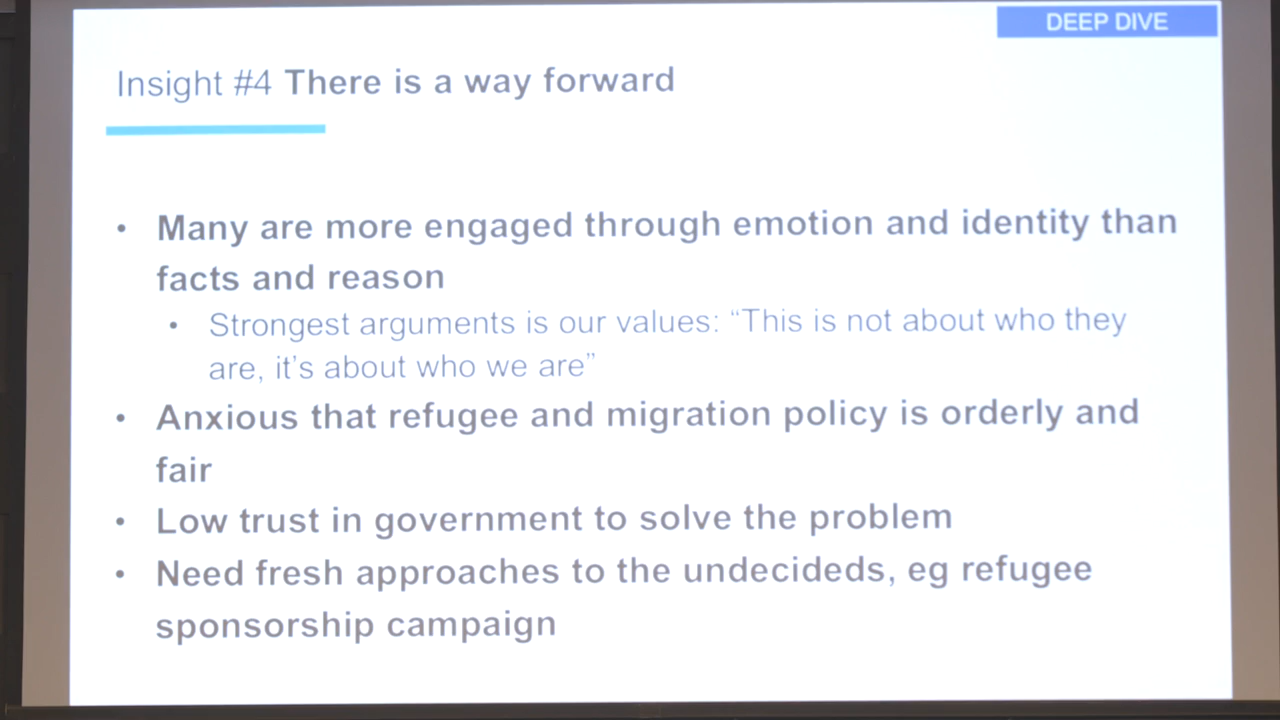 DEEP DIVE
Insight #4 There is a way forward
• Many are more engaged through emotion and identity than
facts and reason
• Strongest arguments is our values: “This is not about who they
are, it’s about who we are”
• Anxious that refugee and migration policy is orderly and
fair
• Low trust in government to solve the problem
• Need fresh approaches to the undecideds, eg refugee
sponsorship campaign